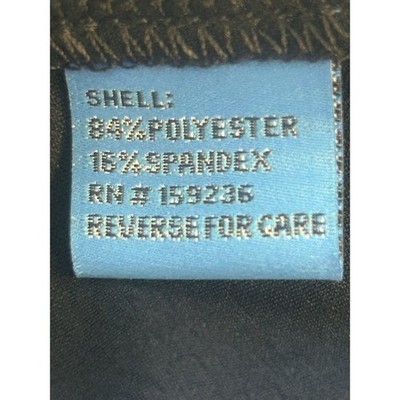 SHELL:
84% POLYESTER
16% SPANDEX
RN # 159236
REVERSE FOR CARE